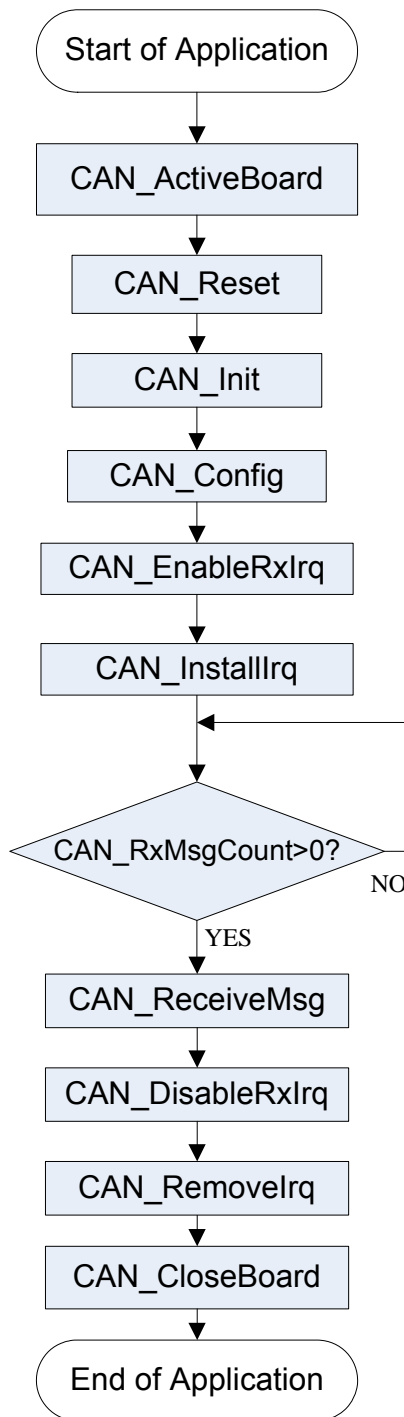 Start of Application
CAN_ActiveBoard
CAN_Reset
CAN_Init
CAN_Config
CAN_EnableRxIrq
CAN_InstallIrq
CAN_RxMsgCount>0?
NO
YES
CAN_ReceiveMsg
CAN_DisableRxIrq
CAN_RemoveIrq
CAN_CloseBoard
End of Application